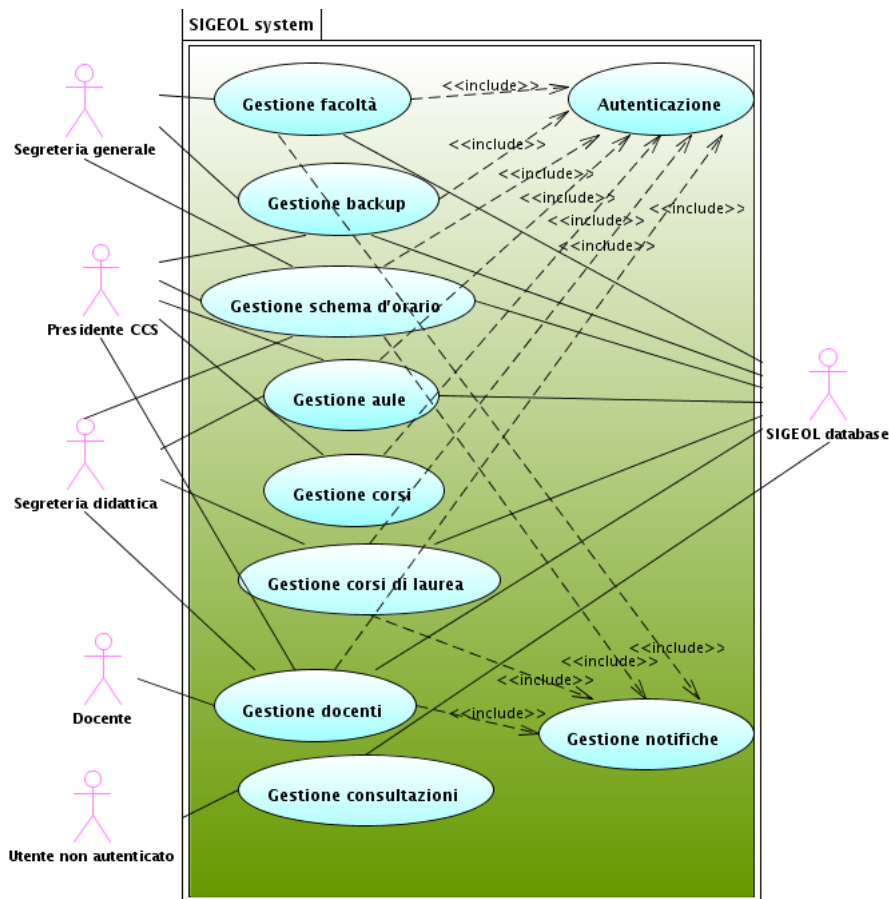 SIGEOL system
Gestione facoltà
<<include>>
Autenticazione
Segreteria generale
<<include>>
<<include>>
Gestione backup
<<include>>
<<include>>
<<include>>
<<include>>
Gestione schema d'orario
Presidente CCS
Gestione aule
SIGEOL database
Gestione corsi
Segreteria didattica
Gestione corsi di laurea
<<include>>
<<include>>
<<include>>
<<include>>
Docente
Gestione docenti
Gestione notifiche
Gestione consultazioni
Utente non autenticato